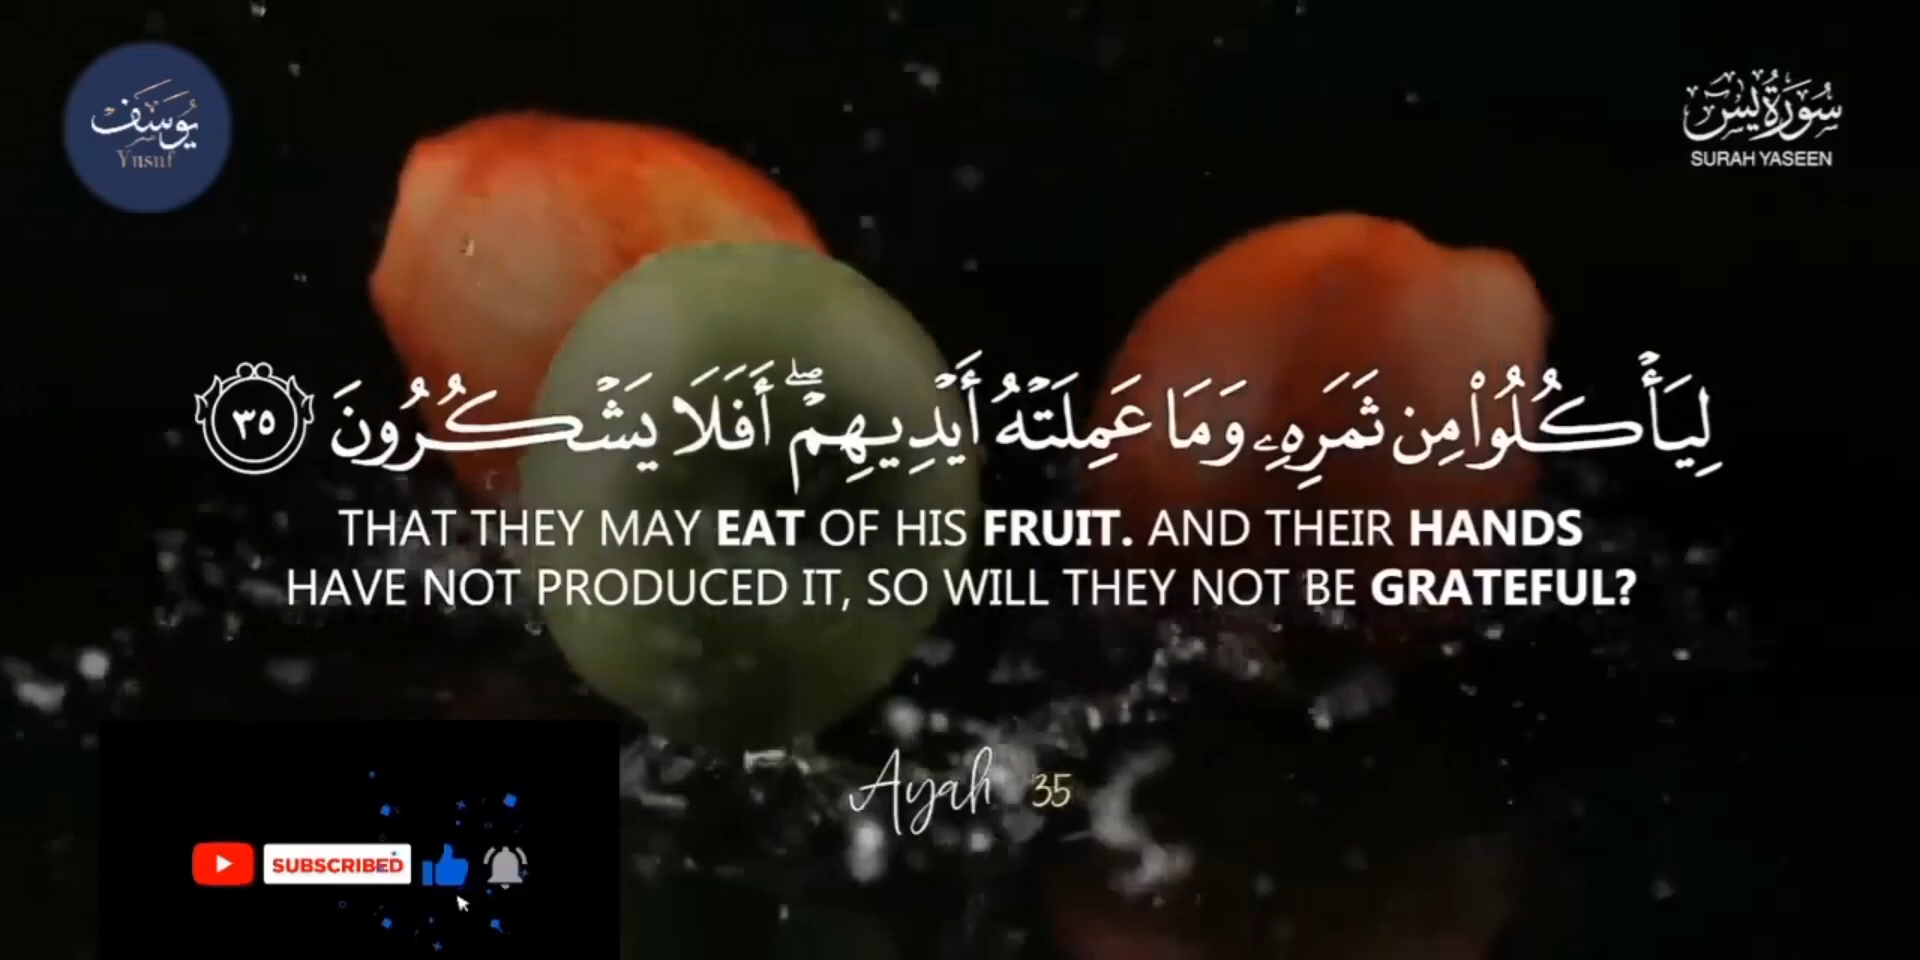 يُوسَف
Yusuf
سُورَةُ يس
SURAH YASEEN
لِيَأْكُلُوا۟ مِن ثَمَرِهِۦ وَمَا عَمِلَتْهُ أَيْدِيهِمْ ۖ أَفَلَا يَشْكُرُونَ ٣٥
THAT THEY MAY EAT OF HIS FRUIT. AND THEIR HANDS
HAVE NOT PRODUCED IT, SO WILL THEY NOT BE GRATEFUL?
Ayah 35
SUBSCRIBED